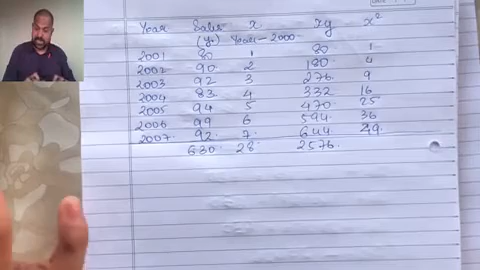 Year Sales x xy x²
(y) Year-2000
2001 80 1 80 1
2002 90 2 180 4
2003 92 3 276 9
2004 83 4 332 16
2005 94 5 470 25
2006 99 6 594 36
2007 92 7 644 49
630 28 2576